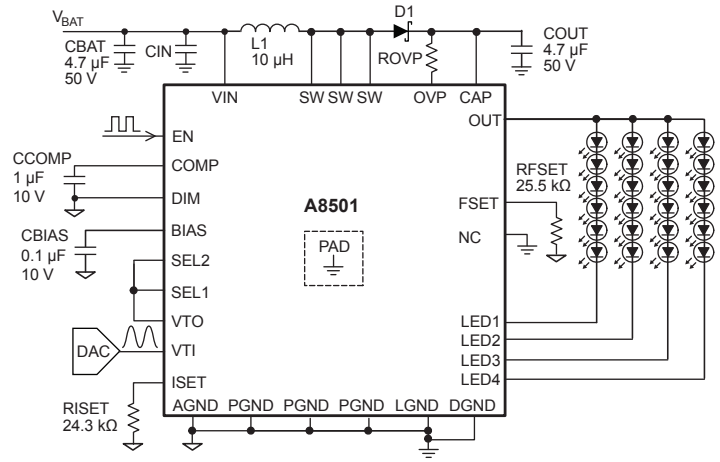 D1
VBAT
CBAT
4.7 µF
50 V
CIN
L1
10 µH
ROVP
COUT
4.7 µF
50 V
VIN
SW SW SW
OVP
CAP
OUT
EN
CCOMP
1 µF
10 V
COMP
DIM
RFSET
25.5 kΩ
A8501
FSET
CBIAS
0.1 µF
10 V
BIAS
PAD
NC
SEL2
SEL1
VTO
LED1
LED2
LED3
LED4
DAC
VTI
ISET
RISET
24.3 kΩ
AGND PGND PGND PGND LGND DGND